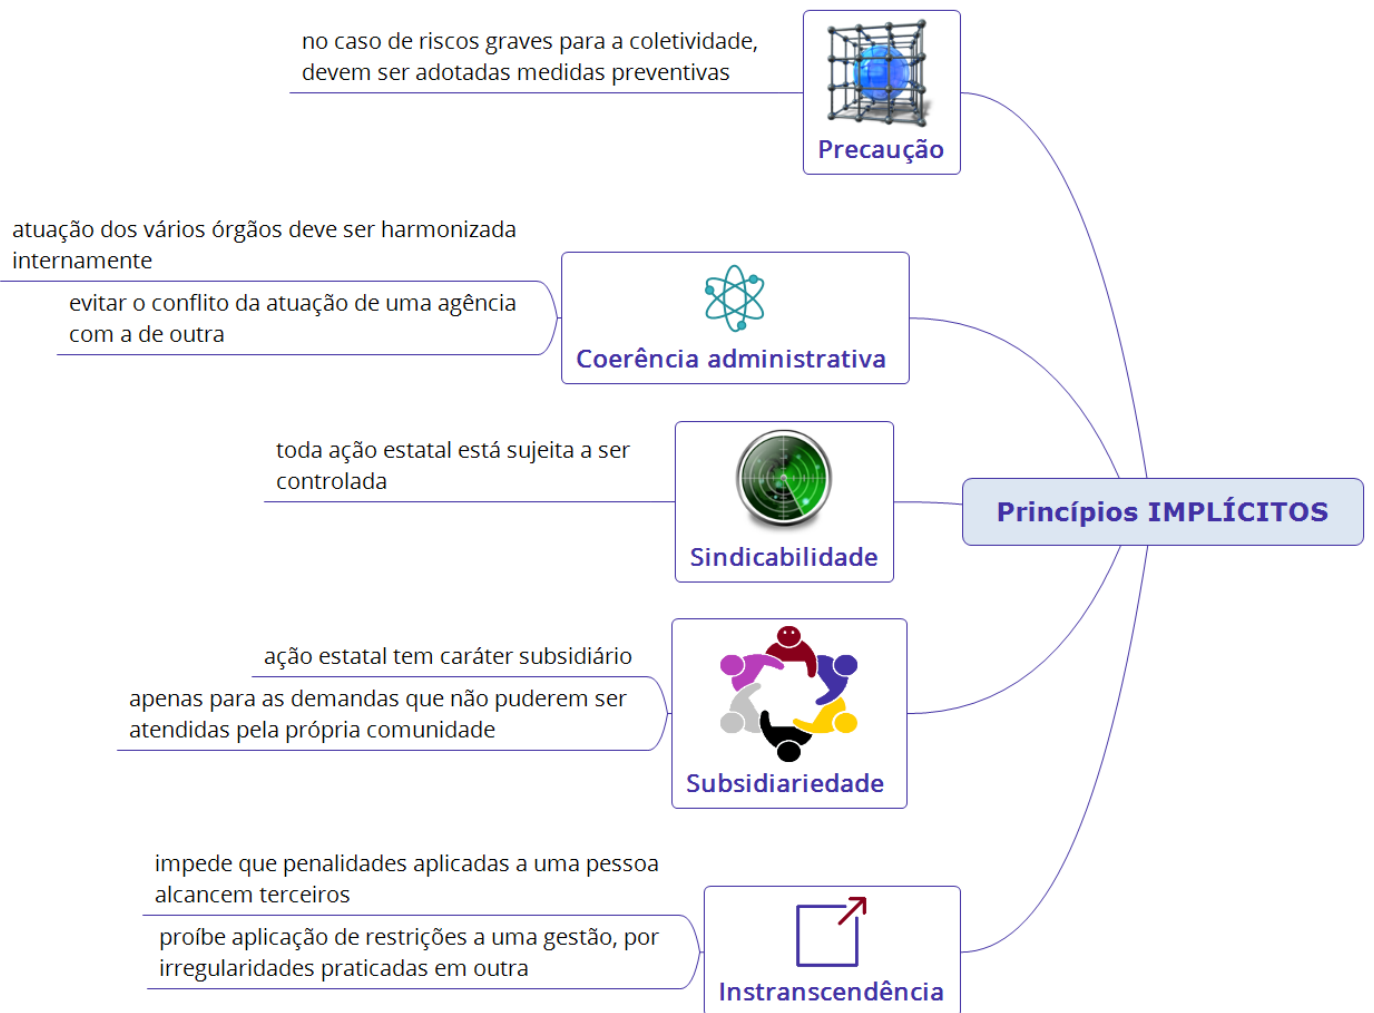 no caso de riscos graves para a coletividade,
devem ser adotadas medidas preventivas
Precaução
atuação dos vários órgãos deve ser harmonizada
internamente
evitar o conflito da atuação de uma agência
com a de outra
Coerência administrativa
toda ação estatal está sujeita a ser
controlada
Sindicabilidade
Princípios IMPLÍCITOS
ação estatal tem caráter subsidiário
apenas para as demandas que não puderem ser
atendidas pela própria comunidade
Subsidiariedade
impede que penalidades aplicadas a uma pessoa
alcancem terceiros
proíbe aplicação de restrições a uma gestão, por
irregularidades praticadas em outra
Instranscendência